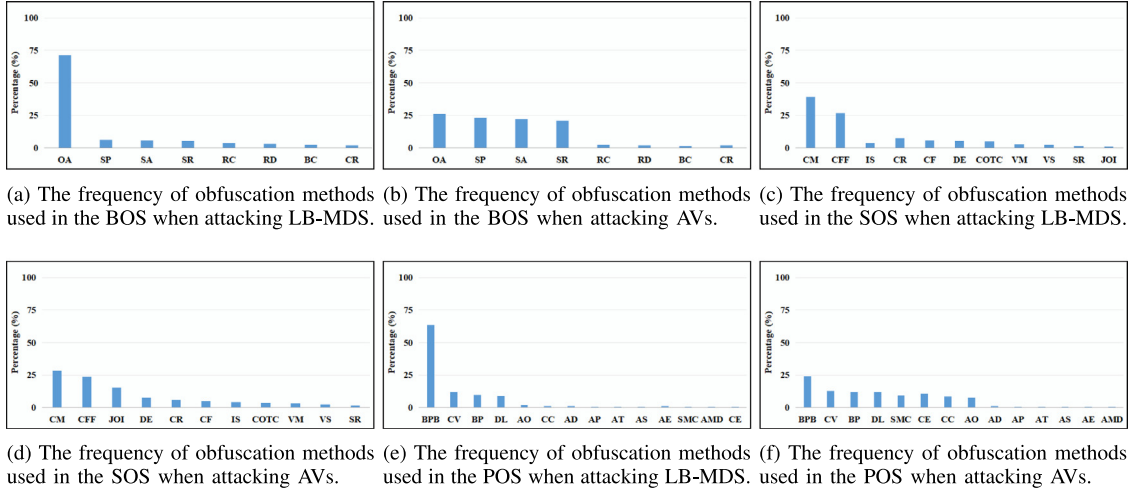 100
75
50
25
0
Percentage (%)
OA SP SA SR RC RD BC CR
(a) The frequency of obfuscation methods
used in the BOS when attacking LB-MDS.
100
75
50
25
0
Percentage (%)
OA SP SA SR RC RD BC CR
(b) The frequency of obfuscation methods
used in the BOS when attacking AVs.
100
75
50
25
0
Percentage (%)
CM CFF IS CR CF DE COTC VM VS SR JOI
(c) The frequency of obfuscation methods
used in the SOS when attacking LB-MDS.
100
75
50
25
0
Percentage (%)
CM CFF JOI DE CR CF IS COTC VM VS SR
(d) The frequency of obfuscation methods
used in the SOS when attacking AVs.
100
75
50
25
0
Percentage (%)
BPB CV BP DL AO CC AD AP AT AS AE SMC AMD CE
(e) The frequency of obfuscation methods
used in the POS when attacking LB-MDS.
100
75
50
25
0
Percentage (%)
BPB CV BP DL SMC CE CC AO AD AP AT AS AE AMD
(f) The frequency of obfuscation methods
used in the POS when attacking AVs.